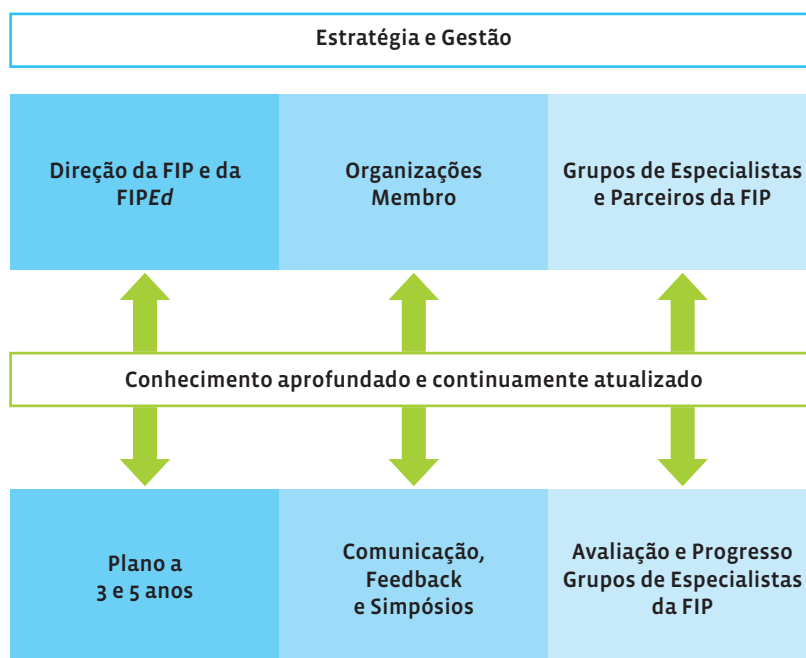 Estratégia e Gestão
Direção da FIP e da
FIPEd
Organizações
Membro
Grupos de Especialistas
e Parceiros da FIP
Conhecimento aprofundado e continuamente atualizado
Plano a
3 e 5 anos
Comunicação,
Feedback
e Simpósios
Avaliação e Progresso
Grupos de Especialistas
da FIP